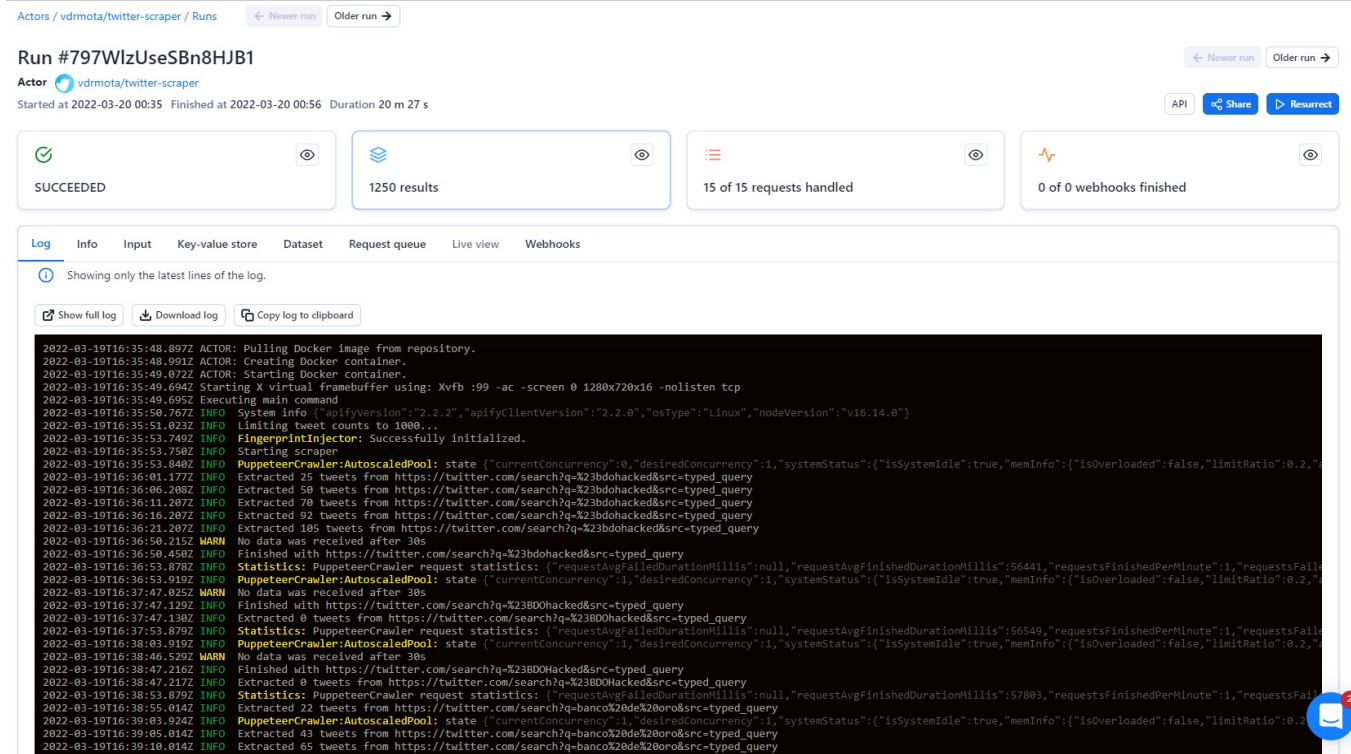 Actors / vdrmota/twitter-scraper / Runs ← Newer run Older run →
Run #797WlzUseSBn8HJB1
← Newer run Older run →
Actor vdrmota/twitter-scraper
Started at 2022-03-20 00:35 Finished at 2022-03-20 00:56 Duration 20 m 27 s
API Share Resurrect
SUCCEEDED
1250 results
15 of 15 requests handled
0 of 0 webhooks finished
Log Info Input Key-value store Dataset Request queue Live view Webhooks
Showing only the latest lines of the log.
Show full log Download log Copy log to clipboard
2022-03-19T16:35:48.897Z ACTOR: Pulling Docker image from repository.
2022-03-19T16:35:48.991Z ACTOR: Creating Docker container.
2022-03-19T16:35:49.072Z ACTOR: Starting Docker container.
2022-03-19T16:35:49.694Z Starting X virtual framebuffer using: Xvfb :99 -ac -screen 0 1280x720x16 -nolisten tcp
2022-03-19T16:35:49.695Z Executing main command
2022-03-19T16:35:50.767Z INFO System info {"apifyVersion":"2.2.2","apifyClientVersion":"2.2.0","osType":"Linux","nodeVersion":"v16.14.0"}
2022-03-19T16:35:51.023Z INFO Limiting tweet counts to 1000...
2022-03-19T16:35:53.749Z INFO FingerprintInjector: Successfully initialized.
2022-03-19T16:35:53.750Z INFO Starting scraper
2022-03-19T16:35:53.840Z INFO PuppeteerCrawler:AutoscaledPool: state {"currentConcurrency":0,"desiredConcurrency":1,"systemStatus":{"isSystemIdle":true,"memInfo":{"isOverloaded":false,"limitRatio":0.2,"a
2022-03-19T16:36:01.177Z INFO Extracted 25 tweets from https://twitter.com/search?q=%23bdohacked&src=typed_query
2022-03-19T16:36:06.208Z INFO Extracted 50 tweets from https://twitter.com/search?q=%23bdohacked&src=typed_query
2022-03-19T16:36:11.207Z INFO Extracted 70 tweets from https://twitter.com/search?q=%23bdohacked&src=typed_query
2022-03-19T16:36:16.207Z INFO Extracted 92 tweets from https://twitter.com/search?q=%23bdohacked&src=typed_query
2022-03-19T16:36:21.207Z INFO Extracted 105 tweets from https://twitter.com/search?q=%23bdohacked&src=typed_query
2022-03-19T16:36:50.215Z WARN No data was received after 30s
2022-03-19T16:36:50.450Z INFO Finished with https://twitter.com/search?q=%23bdohacked&src=typed_query
2022-03-19T16:36:53.878Z INFO Statistics: PuppeteerCrawler request statistics: {"requestAvgFailedDurationMillis":null,"requestAvgFinishedDurationMillis":56441,"requestsFinishedPerMinute":1,"requestsFaile
2022-03-19T16:36:53.919Z INFO PuppeteerCrawler:AutoscaledPool: state {"currentConcurrency":1,"desiredConcurrency":1,"systemStatus":{"isSystemIdle":true,"memInfo":{"isOverloaded":false,"limitRatio":0.2,"a
2022-03-19T16:37:47.025Z WARN No data was received after 30s
2022-03-19T16:37:47.129Z INFO Finished with https://twitter.com/search?q=%23BDOhacked&src=typed_query
2022-03-19T16:37:47.130Z INFO Extracted 0 tweets from https://twitter.com/search?q=%23BDOhacked&src=typed_query
2022-03-19T16:37:53.879Z INFO Statistics: PuppeteerCrawler request statistics: {"requestAvgFailedDurationMillis":null,"requestAvgFinishedDurationMillis":56549,"requestsFinishedPerMinute":1,"requestsFaile
2022-03-19T16:38:03.919Z INFO PuppeteerCrawler:AutoscaledPool: state {"currentConcurrency":1,"desiredConcurrency":1,"systemStatus":{"isSystemIdle":true,"memInfo":{"isOverloaded":false,"limitRatio":0.2,"a
2022-03-19T16:38:46.529Z WARN No data was received after 30s
2022-03-19T16:38:47.216Z INFO Finished with https://twitter.com/search?q=%23BDOHacked&src=typed_query
2022-03-19T16:38:47.217Z INFO Extracted 0 tweets from https://twitter.com/search?q=%23BDOHacked&src=typed_query
2022-03-19T16:38:53.879Z INFO Statistics: PuppeteerCrawler request statistics: {"requestAvgFailedDurationMillis":null,"requestAvgFinishedDurationMillis":57803,"requestsFinishedPerMinute":1,"requestsFail
2022-03-19T16:38:55.014Z INFO Extracted 22 tweets from https://twitter.com/search?q=banco%20de%20oro&src=typed_query
2022-03-19T16:39:03.924Z INFO PuppeteerCrawler:AutoscaledPool: state {"currentConcurrency":1,"desiredConcurrency":1,"systemStatus":{"isSystemIdle":true,"memInfo":{"isOverloaded":false,"limitRatio":0.2
2022-03-19T16:39:05.014Z INFO Extracted 43 tweets from https://twitter.com/search?q=banco%20de%20oro&src=typed_query
2022-03-19T16:39:10.014Z INFO Extracted 65 tweets from https://twitter.com/search?q=banco%20de%20oro&src=typed_query